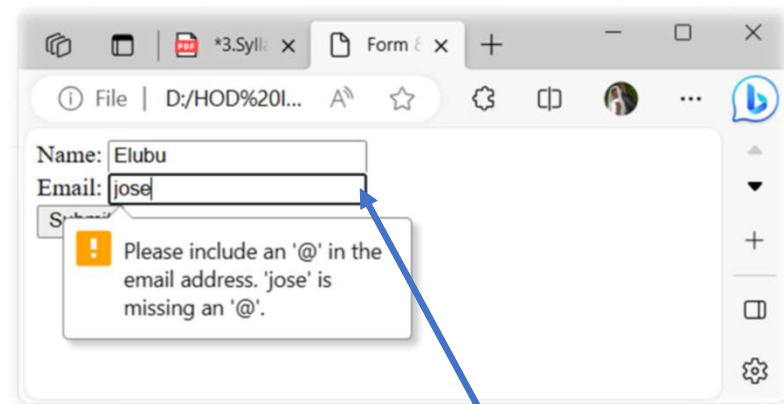 *3.Syll
Form &
File | D:/HOD%20I...
Name: Elubu
Email: jose
Submit
Please include an '@' in the
email address. 'jose' is
missing an '@'.